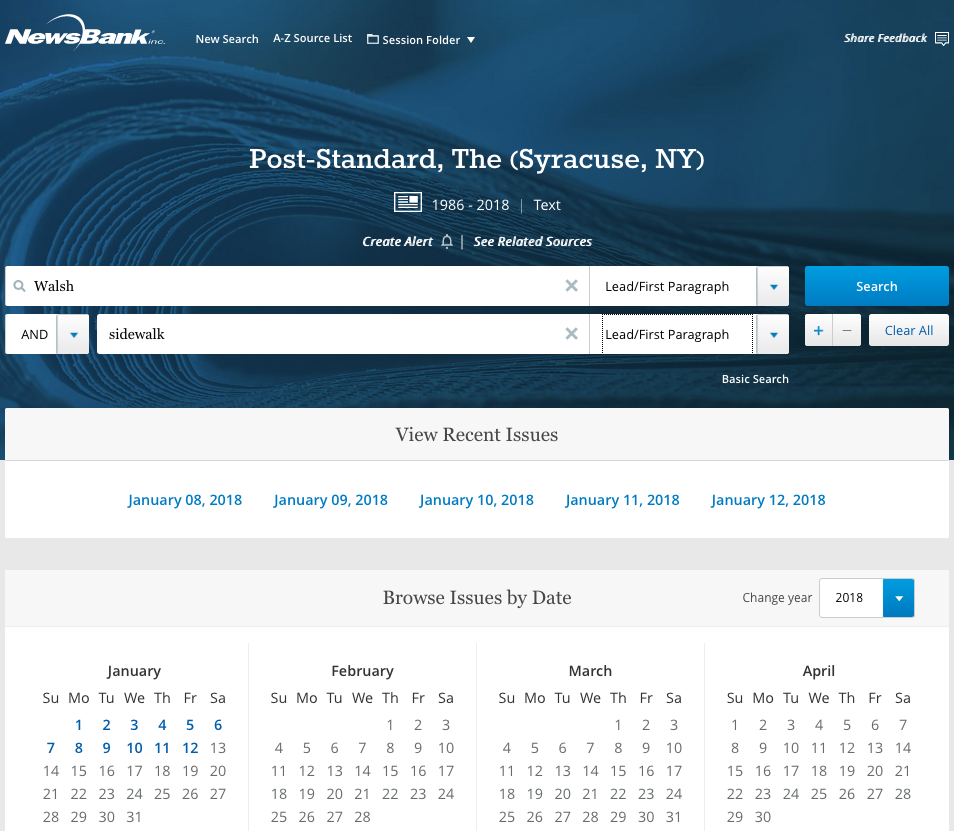 NewsBank inc. New Search A-Z Source List Session Folder Share Feedback
Post-Standard, The (Syracuse, NY)
1986 - 2018 | Text
Create Alert | See Related Sources
Walsh Lead/First Paragraph Search
AND sidewalk Lead/First Paragraph + − Clear All
Basic Search
View Recent Issues
January 08, 2018 January 09, 2018 January 10, 2018 January 11, 2018 January 12, 2018
Browse Issues by Date Change year 2018
January February March April
Su Mo Tu We Th Fr Sa Su Mo Tu We Th Fr Sa Su Mo Tu We Th Fr Sa Su Mo Tu We Th Fr Sa
1 2 3 4 5 6 1 2 3 1 2 3 1 2 3 4 5 6 7
7 8 9 10 11 12 13 4 5 6 7 8 9 10 4 5 6 7 8 9 10 8 9 10 11 12 13 14
14 15 16 17 18 19 20 11 12 13 14 15 16 17 11 12 13 14 15 16 17 15 16 17 18 19 20 21
21 22 23 24 25 26 27 18 19 20 21 22 23 24 18 19 20 21 22 23 24 22 23 24 25 26 27 28
28 29 30 31 25 26 27 28 25 26 27 28 29 30 31 29 30